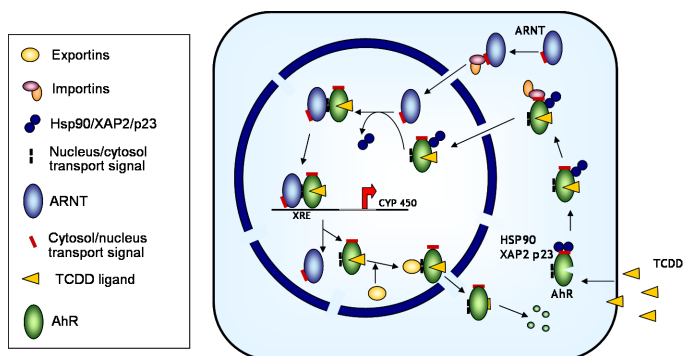 Exportins
Importins
Hsp90/XAP2/p23
Nucleus/cytosol
transport signal
ARNT
Cytosol/nucleus
transport signal
TCDD ligand
AhR
ARNT
XRE
CYP 450
HSP90
XAP2 p23
AhR
TCDD